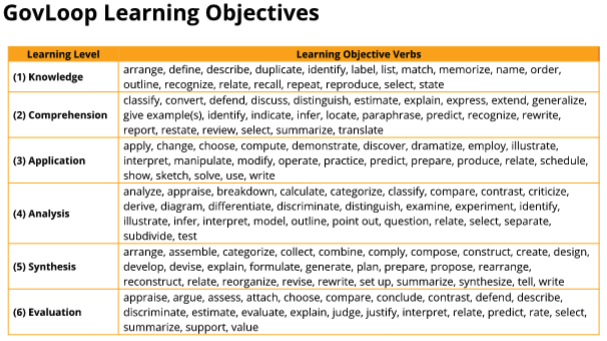 GovLoop Learning Objectives
Learning Level Learning Objective Verbs
(1) Knowledge
arrange, define, describe, duplicate, identify, label, list, match, memorize, name, order,
outline, recognize, relate, recall, repeat, reproduce, select, state
(2) Comprehension
classify, convert, defend, discuss, distinguish, estimate, explain, express, extend, generalize,
give example(s), identify, indicate, infer, locate, paraphrase, predict, recognize, rewrite,
report, restate, review, select, summarize, translate
(3) Application
apply, change, choose, compute, demonstrate, discover, dramatize, employ, illustrate,
interpret, manipulate, modify, operate, practice, predict, prepare, produce, relate, schedule,
show, sketch, solve, use, write
(4) Analysis
analyze, appraise, breakdown, calculate, categorize, classify, compare, contrast, criticize,
derive, diagram, differentiate, discriminate, distinguish, examine, experiment, identify,
illustrate, infer, interpret, model, outline, point out, question, relate, select, separate,
subdivide, test
(5) Synthesis
arrange, assemble, categorize, collect, combine, comply, compose, construct, create, design,
develop, devise, explain, formulate, generate, plan, prepare, propose, rearrange,
reconstruct, relate, reorganize, revise, rewrite, set up, summarize, synthesize, tell, write
(6) Evaluation
appraise, argue, assess, attach, choose, compare, conclude, contrast, defend, describe,
discriminate, estimate, evaluate, explain, judge, justify, interpret, relate, predict, rate, select,
summarize, support, value